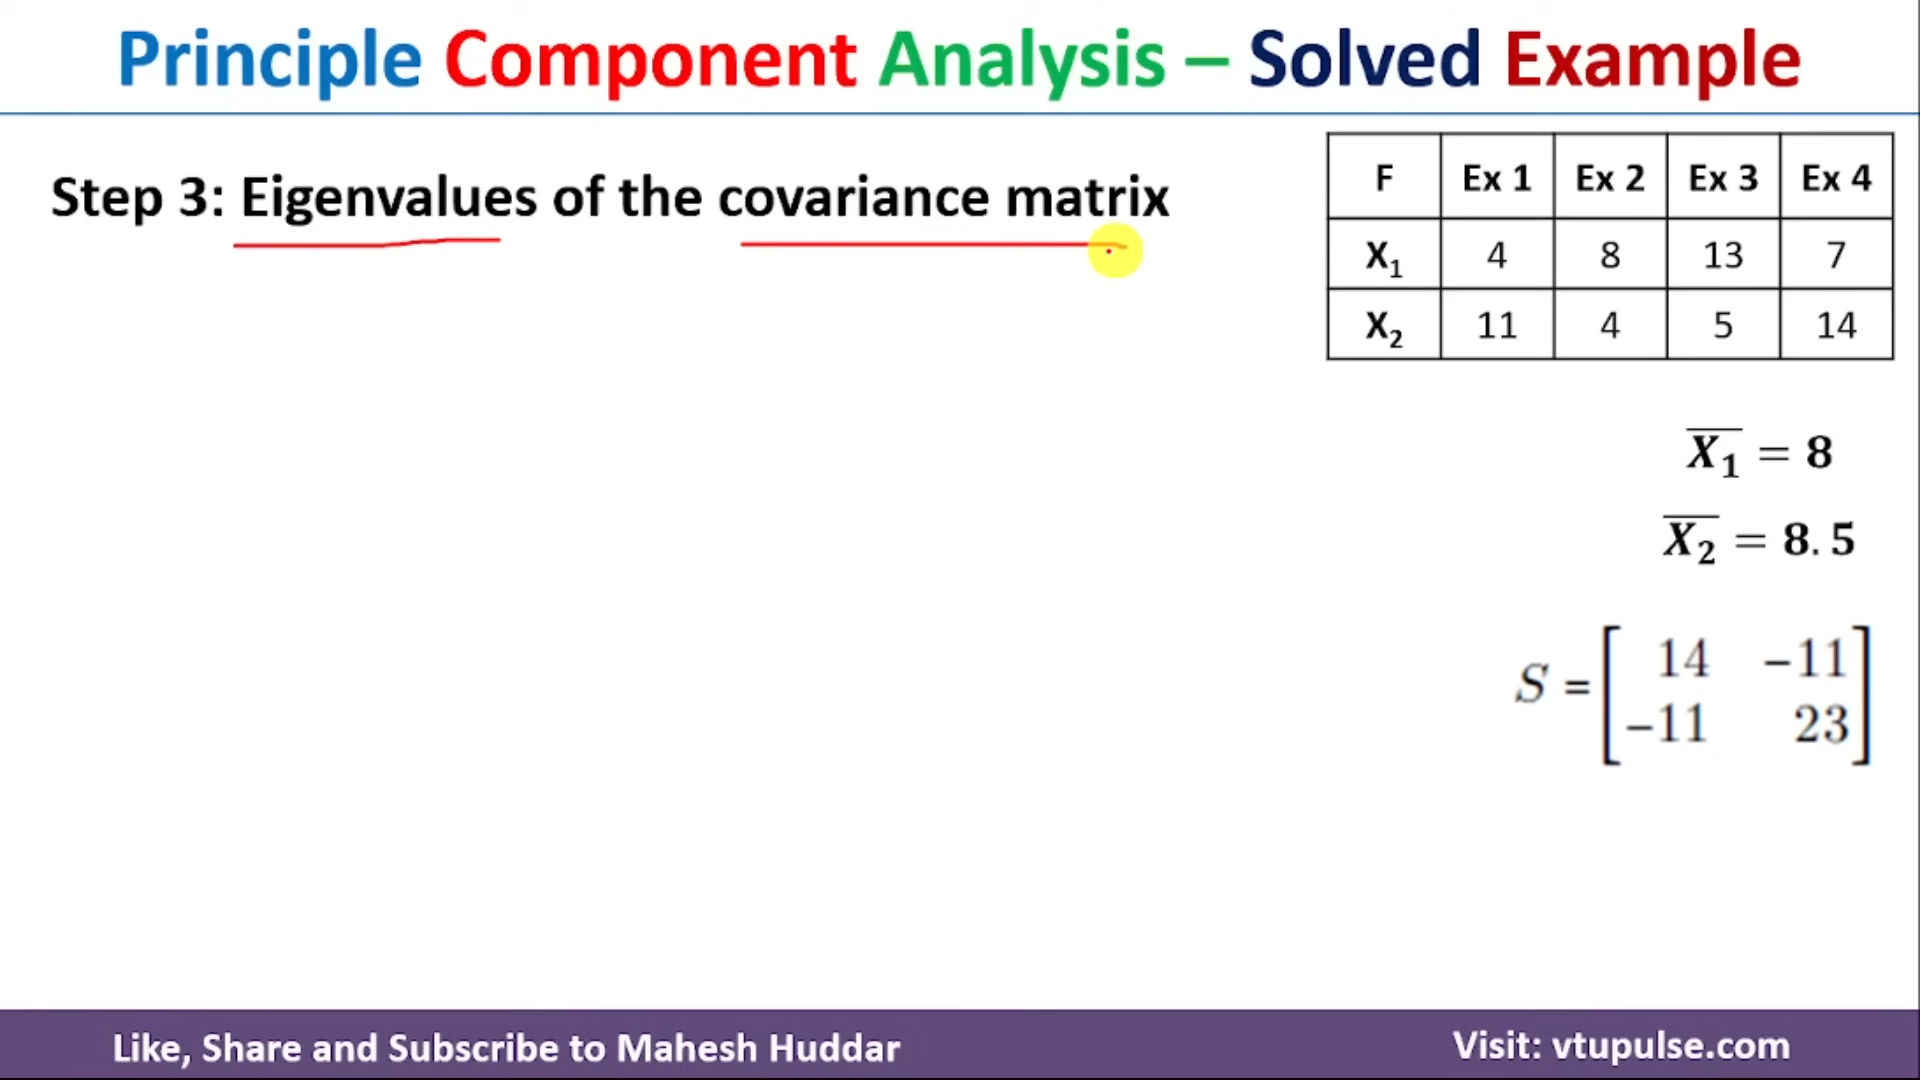 Principle Component Analysis – Solved Example
Step 3: Eigenvalues of the covariance matrix
F Ex 1 Ex 2 Ex 3 Ex 4
X₁ 4 8 13 7
X₂ 11 4 5 14
X̅₁ = 8
X̅₂ = 8.5
S = [ 14 −11
−11 23 ]
Like, Share and Subscribe to Mahesh Huddar
Visit: vtupulse.com